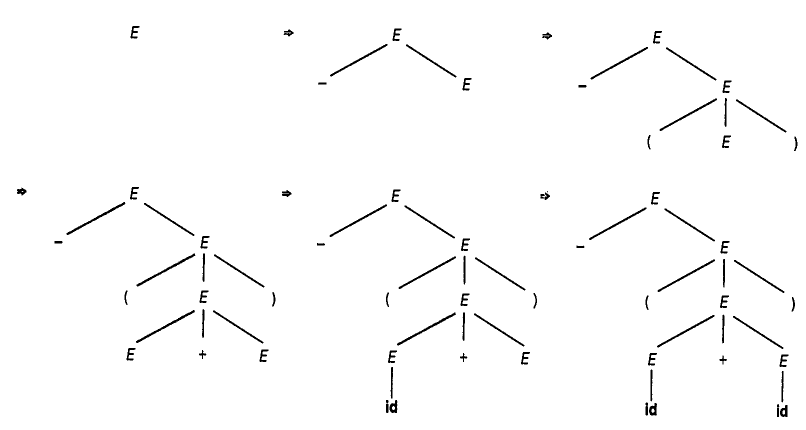 E ⇒ E ⇒ E
– E – E
( E )
⇒ E ⇒ E ⇒ E
– E – E – E
( ) ( ) ( )
E E E
E + E E + E E + E
id id id